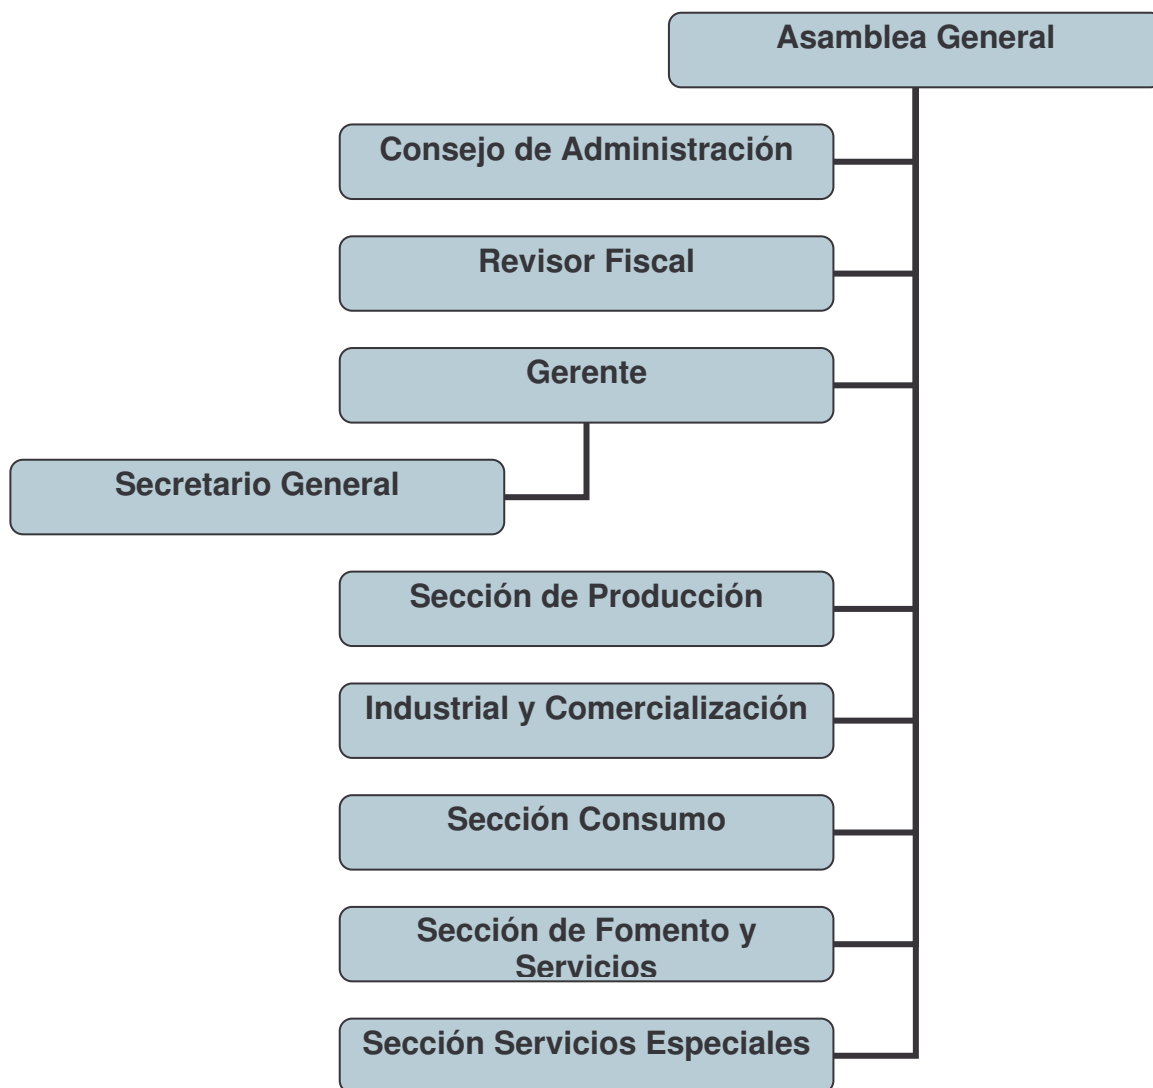 Asamblea General
Consejo de Administración
Revisor Fiscal
Gerente
Secretario General
Sección de Producción
Industrial y Comercialización
Sección Consumo
Sección de Fomento y
Servicios
Sección Servicios Especiales